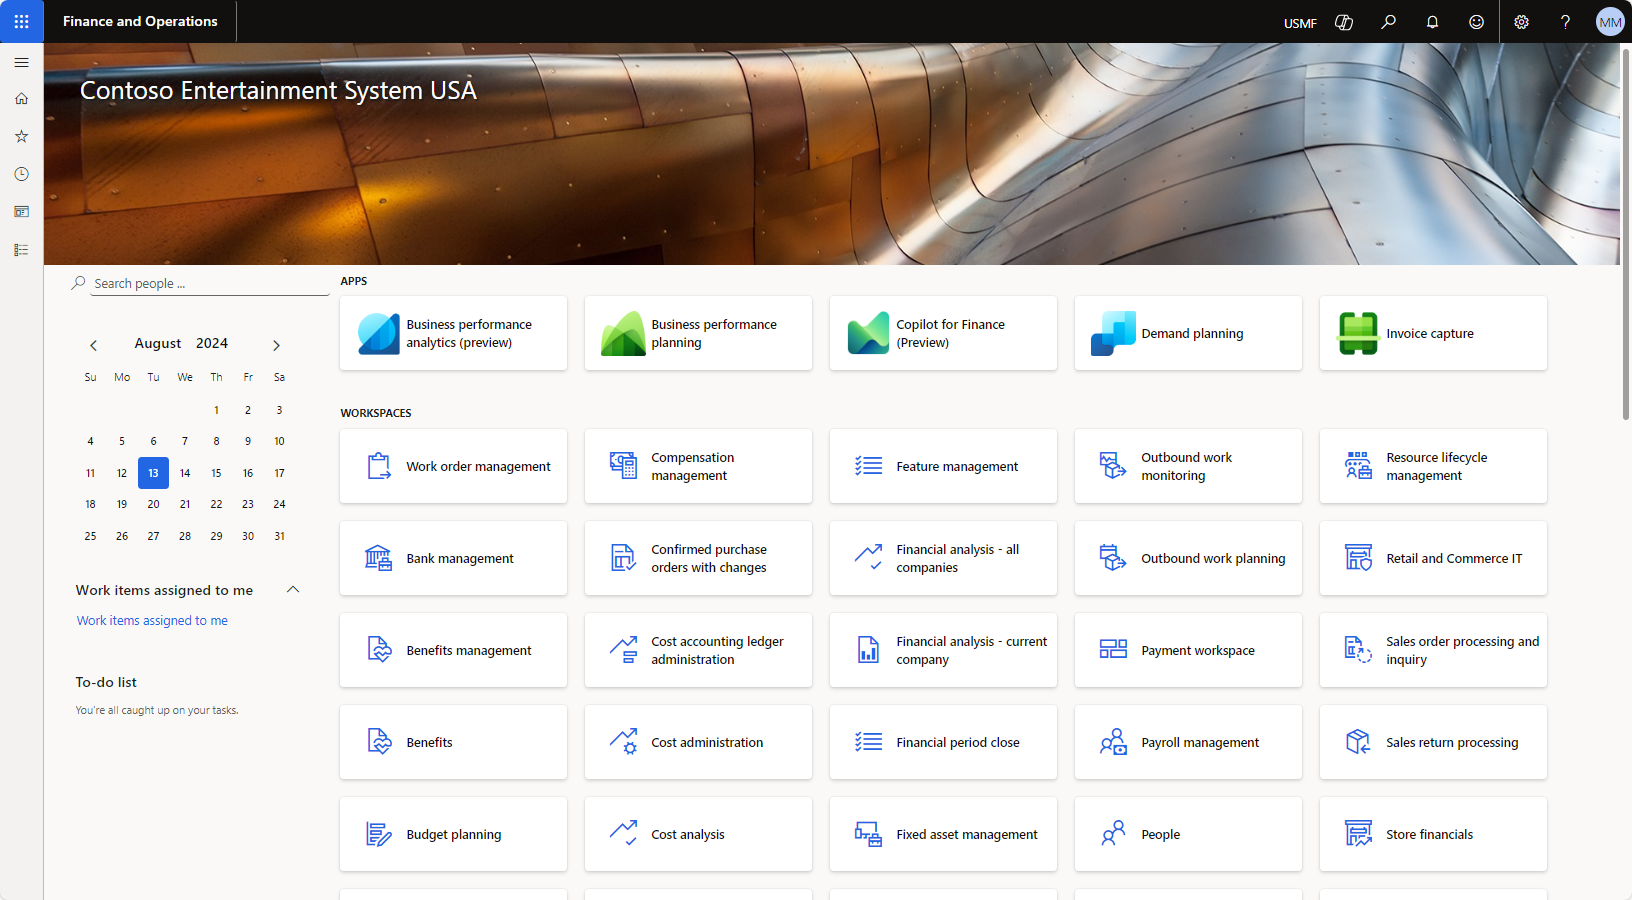 Finance and Operations
USMF
MM
Contoso Entertainment System USA
Search people ...
August 2024
Su Mo Tu We Th Fr Sa
1 2 3
4 5 6 7 8 9 10
11 12 13 14 15 16 17
18 19 20 21 22 23 24
25 26 27 28 29 30 31
Work items assigned to me
Work items assigned to me
To-do list
You're all caught up on your tasks.
APPS
Business performance
analytics (preview)
Business performance
planning
Copilot for Finance
(Preview)
Demand planning
Invoice capture
WORKSPACES
Work order management
Compensation
management
Feature management
Outbound work
monitoring
Resource lifecycle
management
Bank management
Confirmed purchase
orders with changes
Financial analysis - all
companies
Outbound work planning
Retail and Commerce IT
Benefits management
Cost accounting ledger
administration
Financial analysis - current
company
Payment workspace
Sales order processing and
inquiry
Benefits
Cost administration
Financial period close
Payroll management
Sales return processing
Budget planning
Cost analysis
Fixed asset management
People
Store financials